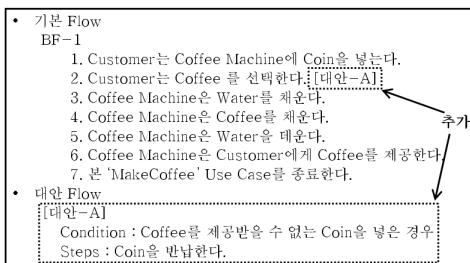 • 기본 Flow
BF-1
1. Customer는 Coffee Machine에 Coin을 넣는다.
2. Customer는 Coffee 를 선택한다. [대안-A]
3. Coffee Machine은 Water를 채운다.
4. Coffee Machine은 Coffee를 채운다.
추가
5. Coffee Machine은 Water을 데운다.
6. Coffee Machine은 Customer에게 Coffee를 제공한다.
7. 본 'MakeCoffee' Use Case를 종료한다.
• 대안 Flow
[대안-A]
Condition : Coffee를 제공받을 수 없는 Coin을 넣은 경우
Steps : Coin을 반납한다.